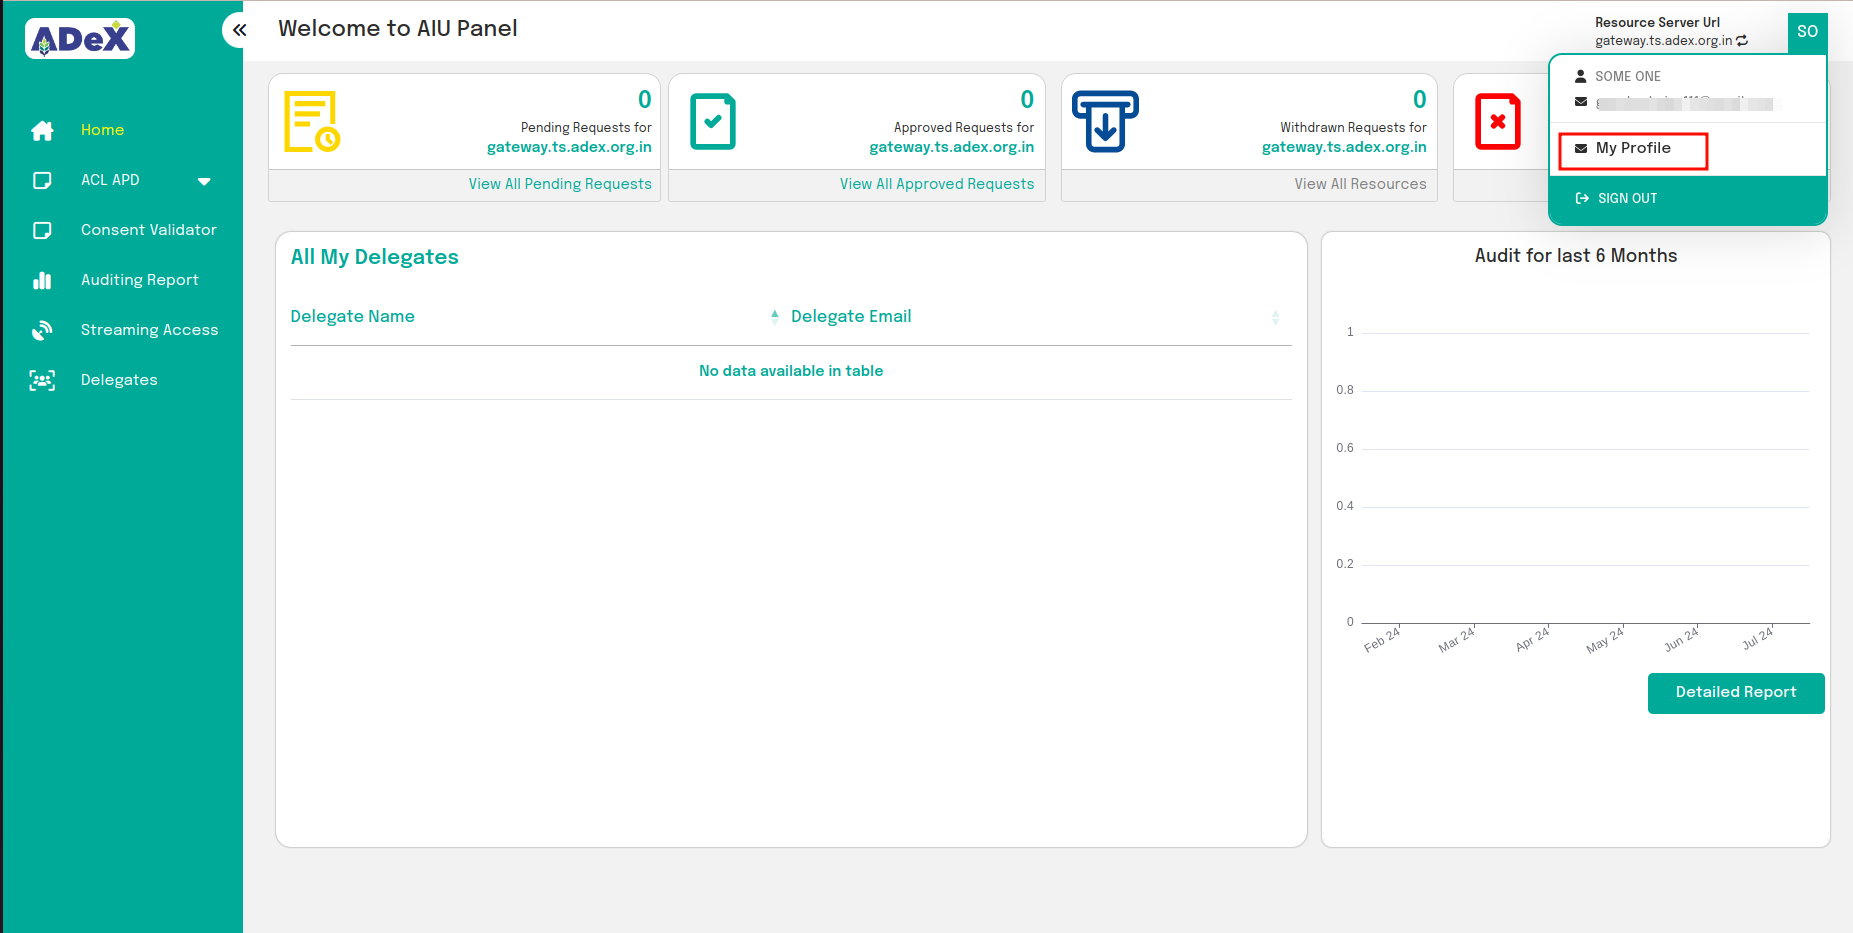 ADeX
Welcome to AIU Panel
Resource Server Url
gateway.ts.adex.org.in
SO
SOME ONE
My Profile
SIGN OUT
Home
ACL APD
Consent Validator
Auditing Report
Streaming Access
Delegates
0
Pending Requests for
gateway.ts.adex.org.in
View All Pending Requests
0
Approved Requests for
gateway.ts.adex.org.in
View All Approved Requests
0
Withdrawn Requests for
gateway.ts.adex.org.in
View All Resources
All My Delegates
Delegate Name
Delegate Email
No data available in table
Audit for last 6 Months
1
0.8
0.6
0.4
0.2
0
Feb 24
Mar 24
Apr 24
May 24
Jun 24
Jul 24
Detailed Report